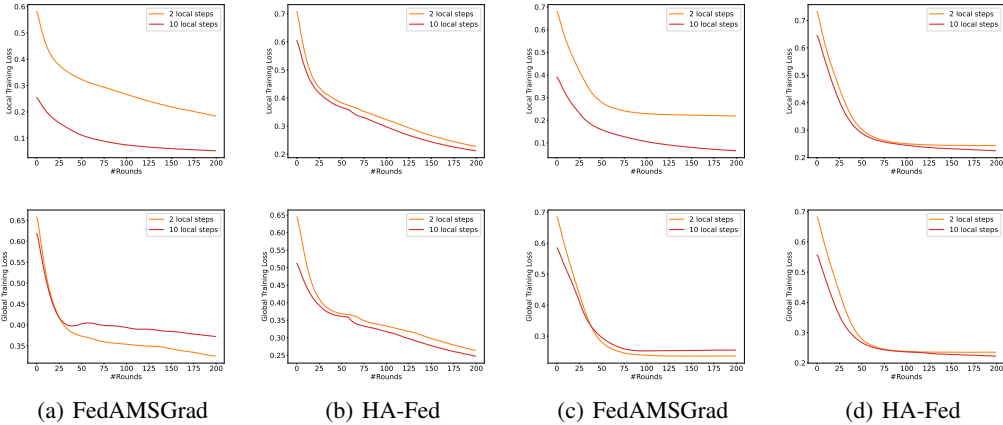 0.6
0.5
0.4
0.3
0.2
0.1
Local Training Loss
2 local steps
10 local steps
0 25 50 75 100 125 150 175 200
#Rounds
0.7
0.6
0.5
0.4
0.3
0.2
Local Training Loss
2 local steps
10 local steps
0 25 50 75 100 125 150 175 200
#Rounds
0.7
0.6
0.5
0.4
0.3
0.2
0.1
Local Training Loss
2 local steps
10 local steps
0 25 50 75 100 125 150 175 200
#Rounds
0.7
0.6
0.5
0.4
0.3
0.2
Local Training Loss
2 local steps
10 local steps
0 25 50 75 100 125 150 175 200
#Rounds
0.65
0.60
0.55
0.50
0.45
0.40
0.35
Global Training Loss
2 local steps
10 local steps
0 25 50 75 100 125 150 175 200
#Rounds
0.65
0.60
0.55
0.50
0.45
0.40
0.35
0.30
0.25
Global Training Loss
2 local steps
10 local steps
0 25 50 75 100 125 150 175 200
#Rounds
0.7
0.6
0.5
0.4
0.3
Global Training Loss
2 local steps
10 local steps
0 25 50 75 100 125 150 175 200
#Rounds
0.7
0.6
0.5
0.4
0.3
0.2
Global Training Loss
2 local steps
10 local steps
0 25 50 75 100 125 150 175 200
#Rounds
(a) FedAMSGrad
(b) HA-Fed
(c) FedAMSGrad
(d) HA-Fed